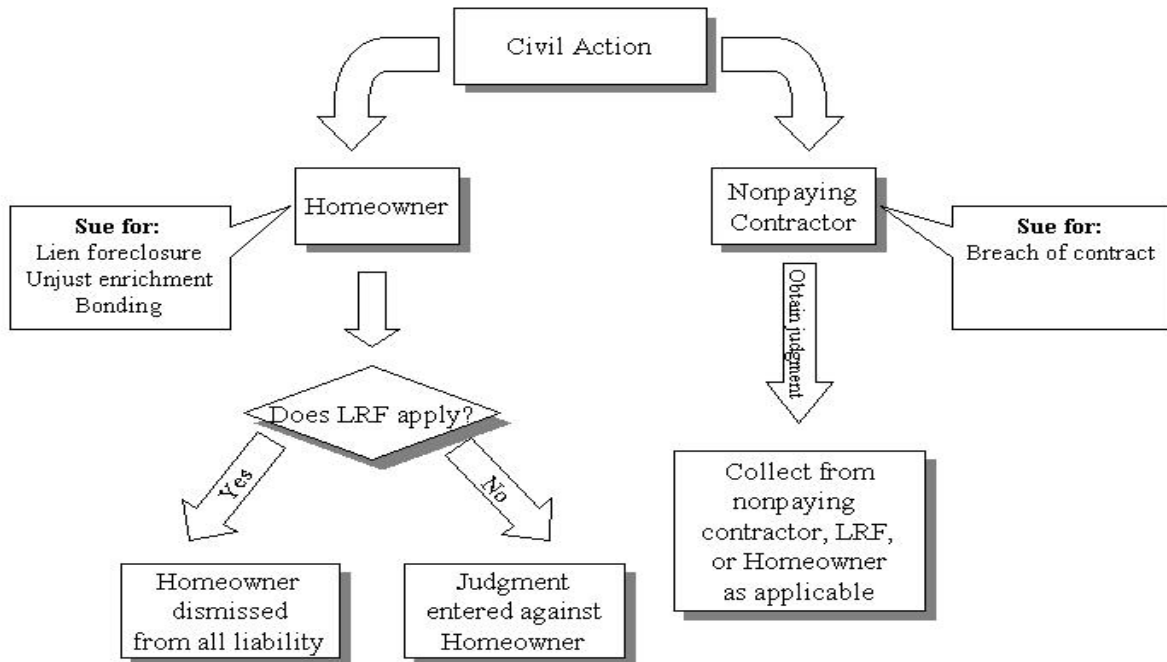 Civil Action
Homeowner
Nonpaying
Contractor
Sue for:
Lien foreclosure
Unjust enrichment
Bonding
Sue for:
Breach of contract
Obtain judgment
Does LRF apply?
Yes
No
Collect from
nonpaying
contractor, LRF,
or Homeowner
as applicable
Homeowner
dismissed
from all liability
Judgment
entered against
Homeowner